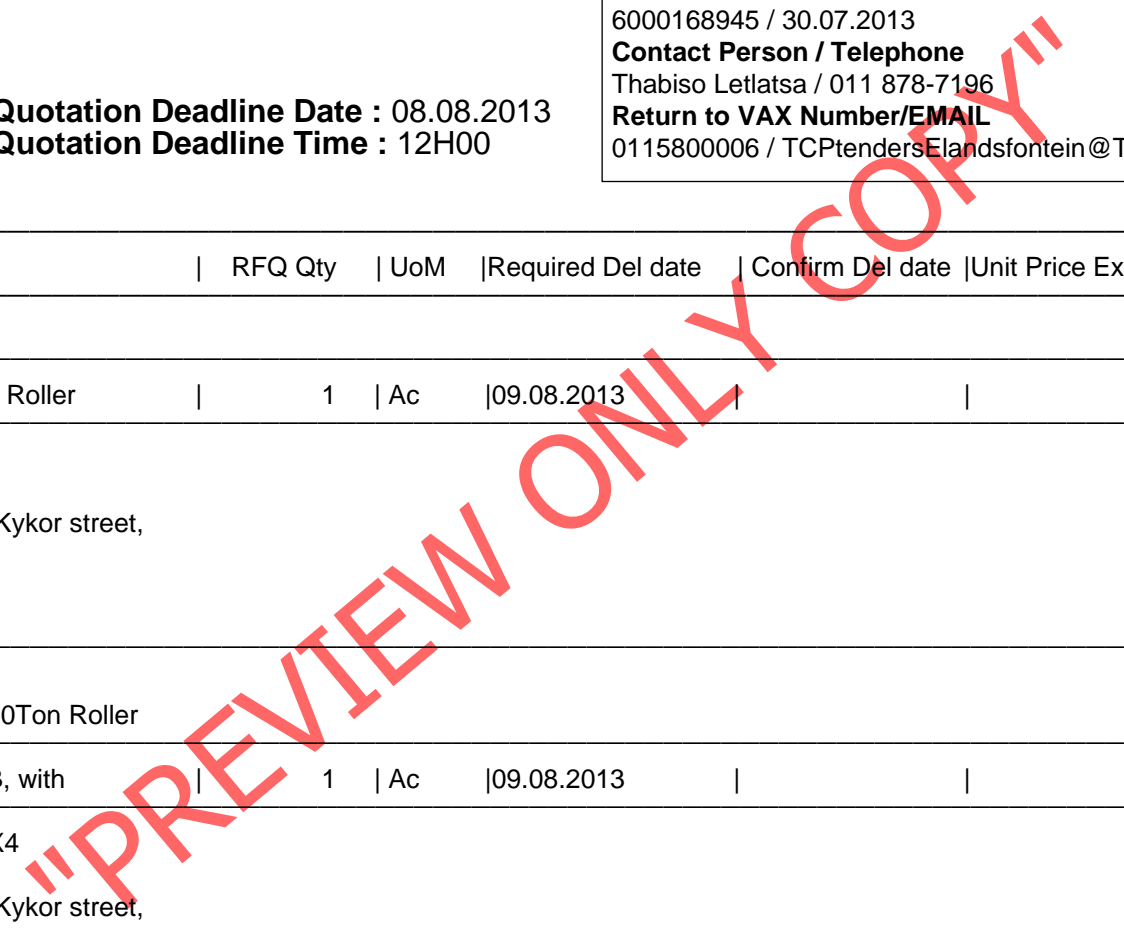 6000168945 / 30.07.2013
Contact Person / Telephone
Thabiso Letlatsa / 011 878-7196
Return to VAX Number/EMAIL
0115800006 / TCPtendersElandsfontein@T
Quotation Deadline Date : 08.08.2013
Quotation Deadline Time : 12H00
| RFQ Qty | UoM |Required Del date | Confirm Del date |Unit Price Ex
Roller | 1 | Ac |09.08.2013 | |
Kykor street,
0Ton Roller
, with | 1 | Ac |09.08.2013 | |
X4
Kykor street,
"PREVIEW ONLY COPY"